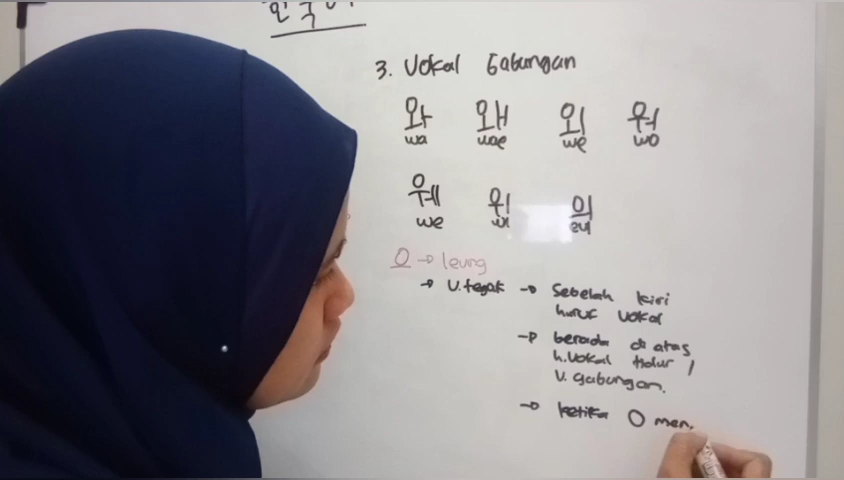 3. Vokal Gabungan
와 왜 외 워
wa wae we wo
웨 위 의
we wi eui
O → leung
→ V. tegak → Sebelah kiri
huruf vokal
→ berada di atas
h. vokal tidur /
V. gabungan.
→ ketika O men